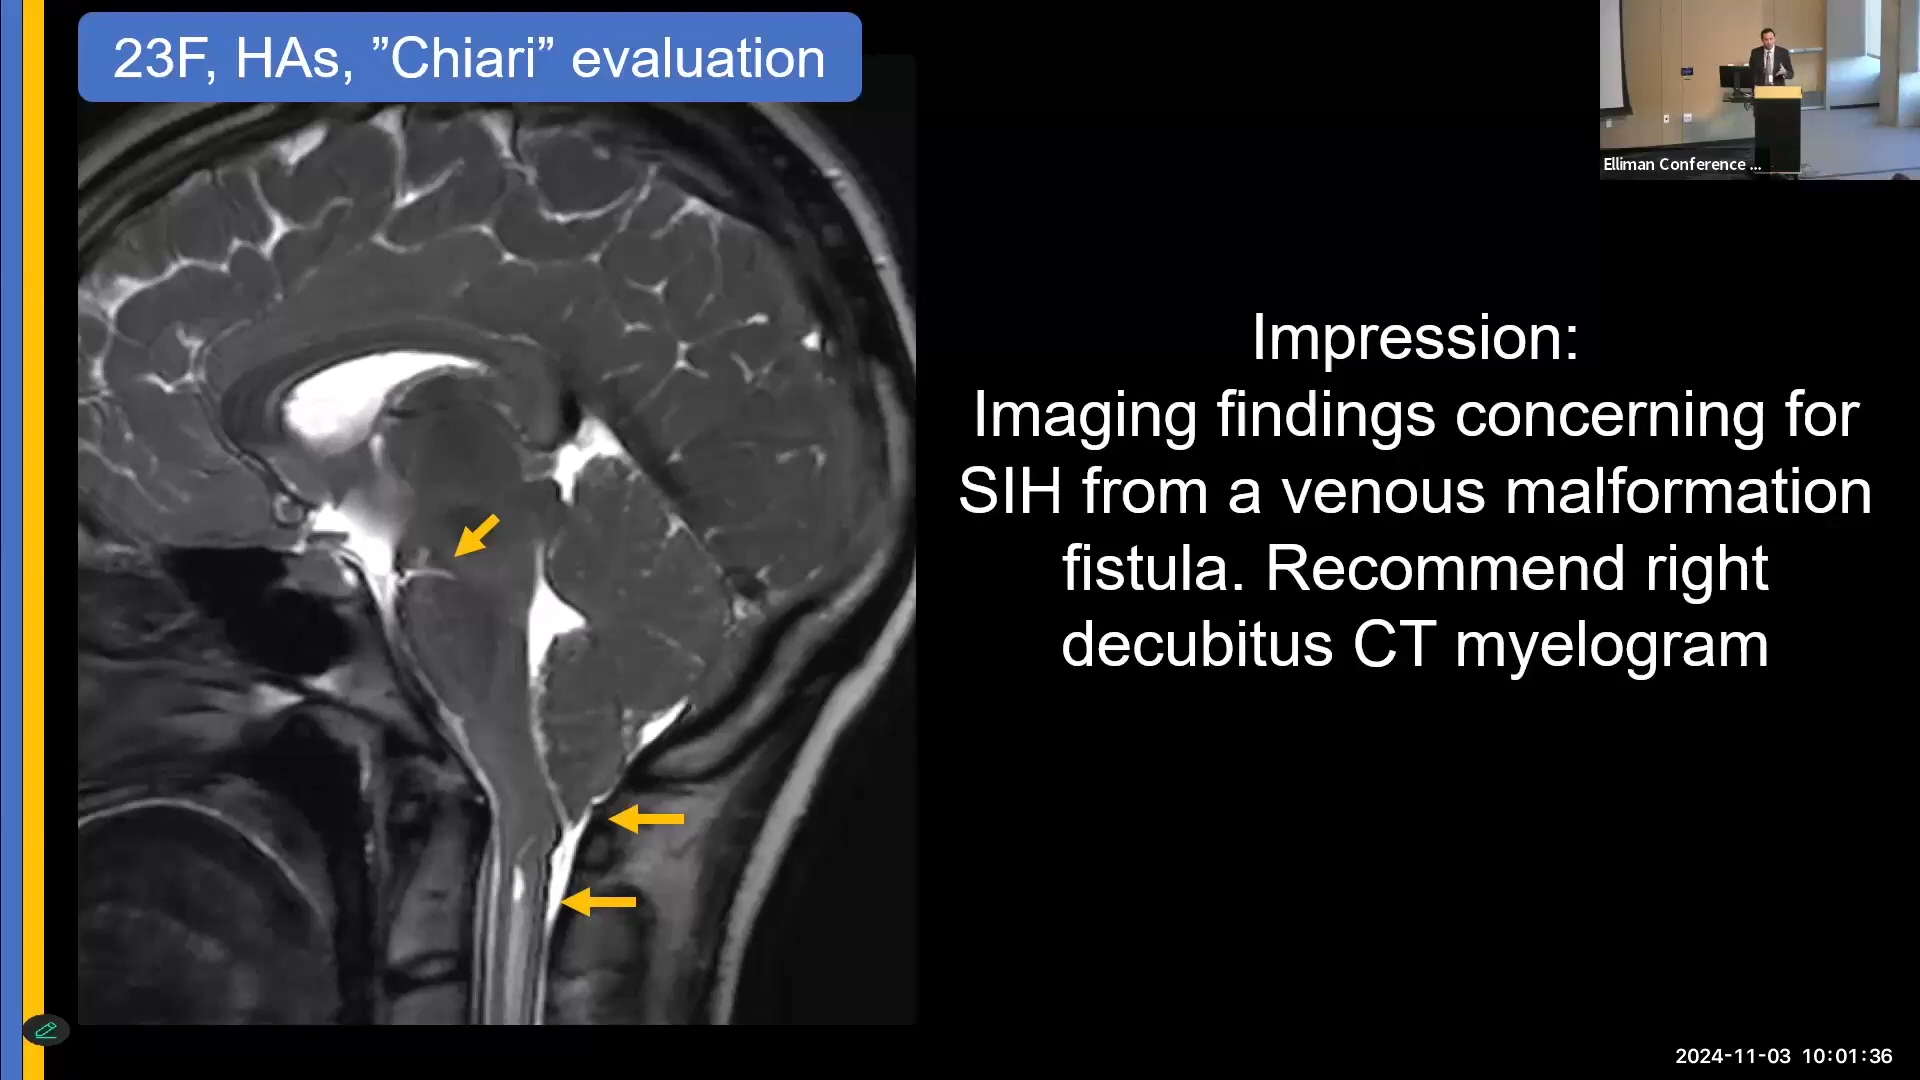 23F, HAs, ”Chiari” evaluation
Elliman Conference ...
Impression:
Imaging findings concerning for
SIH from a venous malformation
fistula. Recommend right
decubitus CT myelogram
2024-11-03 10:01:36